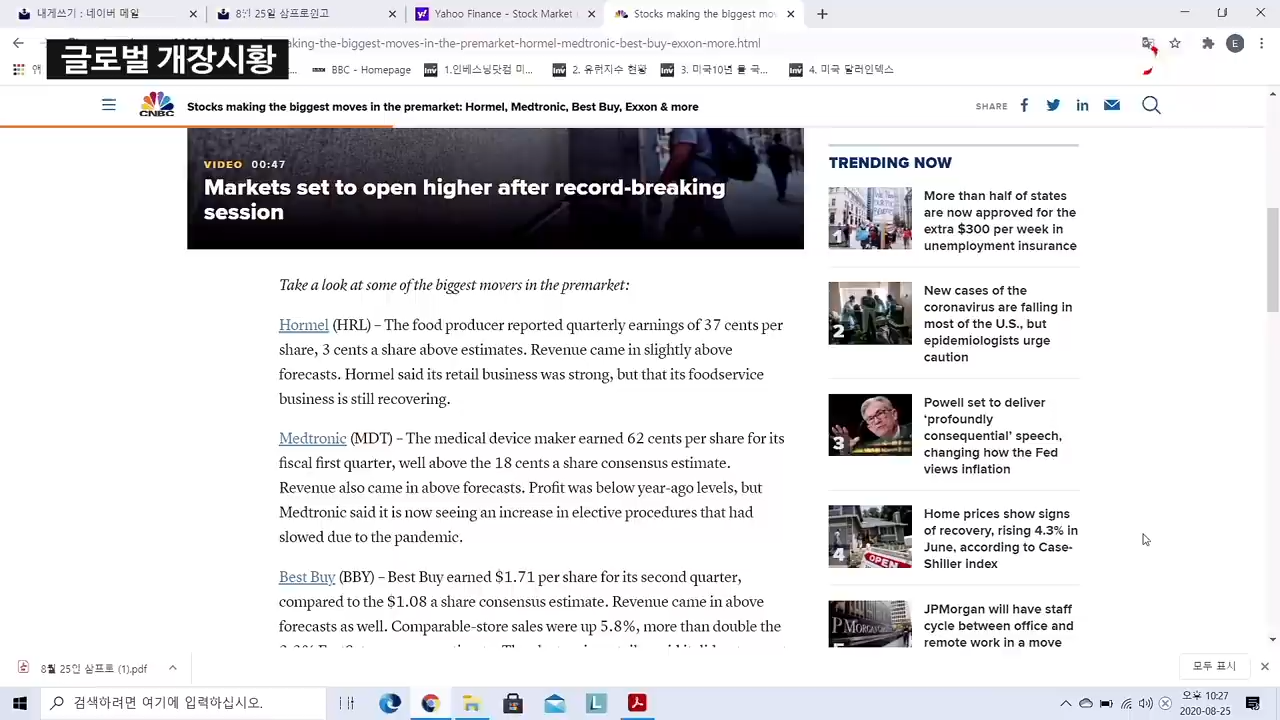 내게쓰기 - 네이버 메일
8월 25일 삼프로원고
Yahoo Finance - Stock Market
Stocks making the biggest mov
글로벌 개장시황
aking-the-biggest-moves-in-the-premarket-hormel-medtronic-best-buy-exxon-more.html
E
BBC - Homepage
1.인베스닝닷컴 미...
2. 유럽지수 현황
3. 미국10년 물 국...
4. 미국 달러인덱스
CNBC
Stocks making the biggest moves in the premarket: Hormel, Medtronic, Best Buy, Exxon & more
SHARE
VIDEO 00:47
Markets set to open higher after record-breaking
session
Take a look at some of the biggest movers in the premarket:
Hormel (HRL) – The food producer reported quarterly earnings of 37 cents per
share, 3 cents a share above estimates. Revenue came in slightly above
forecasts. Hormel said its retail business was strong, but that its foodservice
business is still recovering.
Medtronic (MDT) – The medical device maker earned 62 cents per share for its
fiscal first quarter, well above the 18 cents a share consensus estimate.
Revenue also came in above forecasts. Profit was below year-ago levels, but
Medtronic said it is now seeing an increase in elective procedures that had
slowed due to the pandemic.
Best Buy (BBY) – Best Buy earned $1.71 per share for its second quarter,
compared to the $1.08 a share consensus estimate. Revenue came in above
forecasts as well. Comparable-store sales were up 5.8%, more than double the
TRENDING NOW
1
More than half of states
are now approved for the
extra $300 per week in
unemployment insurance
2
New cases of the
coronavirus are falling in
most of the U.S., but
epidemiologists urge
caution
3
Powell set to deliver
‘profoundly
consequential’ speech,
changing how the Fed
views inflation
4
OPEN
Home prices show signs
of recovery, rising 4.3% in
June, according to Case-
Shiller index
JPMorgan will have staff
cycle between office and
remote work in a move
8월 25일 삼프로 (1).pdf
모두 표시
검색하려면 여기에 입력하십시오.
오후 10:27
2020-08-25